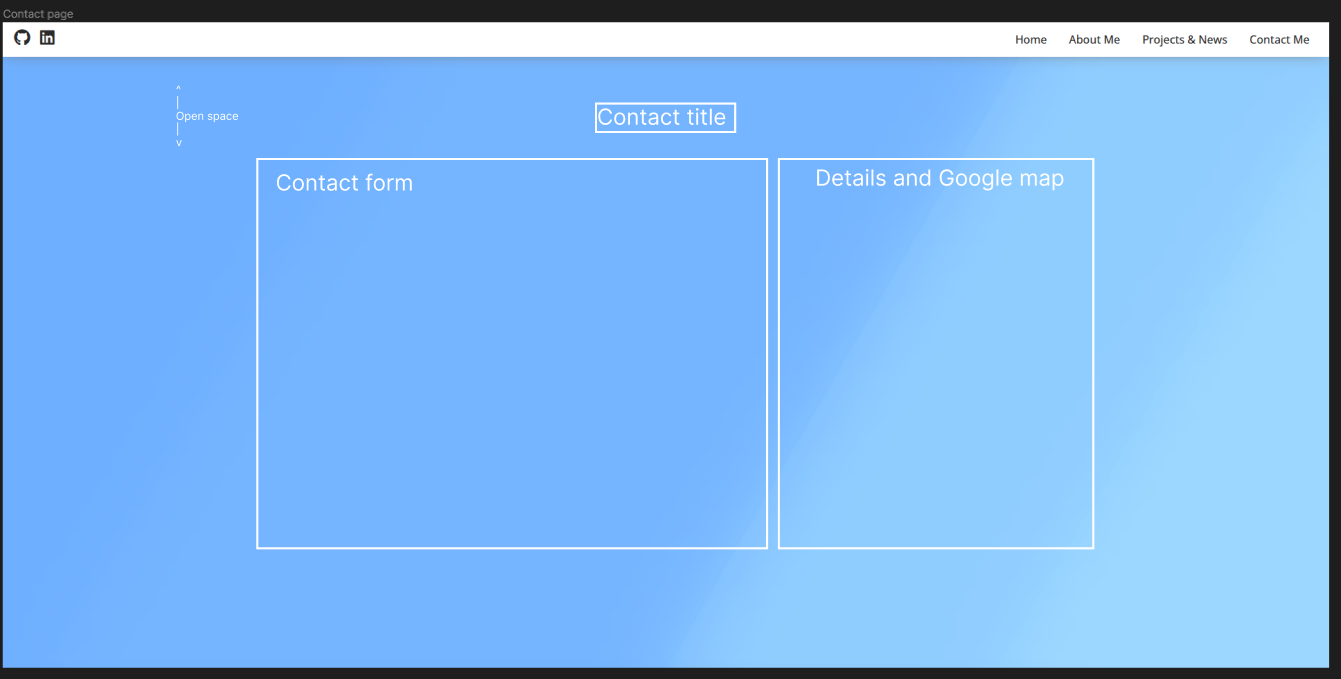 Contact page
in
Home About Me Projects & News Contact Me
^
|
Open space
|
v
Contact title
Contact form
Details and Google map